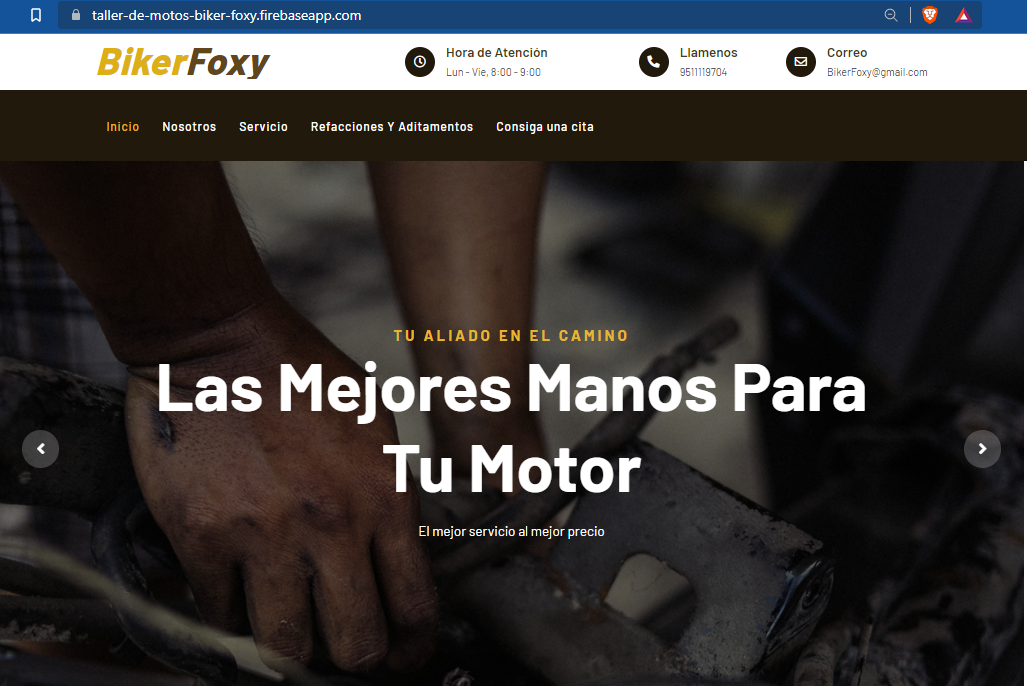 taller-de-motos-biker-foxy.firebaseapp.com
BikerFoxy
Hora de Atención
Lun - Vie, 8:00 - 9:00
Llamenos
9511119704
Correo
BikerFoxy@gmail.com
Inicio Nosotros Servicio Refacciones Y Aditamentos Consiga una cita
TU ALIADO EN EL CAMINO
Las Mejores Manos Para
Tu Motor
El mejor servicio al mejor precio